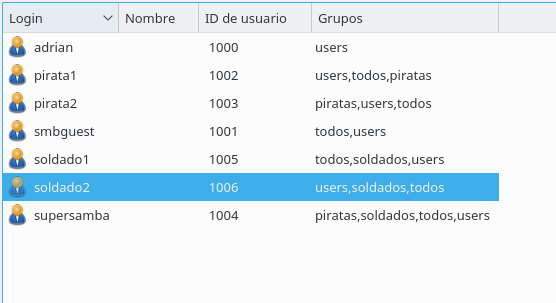 Login Nombre ID de usuario Grupos
adrian 1000 users
pirata1 1002 users,todos,piratas
pirata2 1003 piratas,users,todos
smbguest 1001 todos,users
soldado1 1005 todos,soldados,users
soldado2 1006 users,soldados,todos
supersamba 1004 piratas,soldados,todos,users